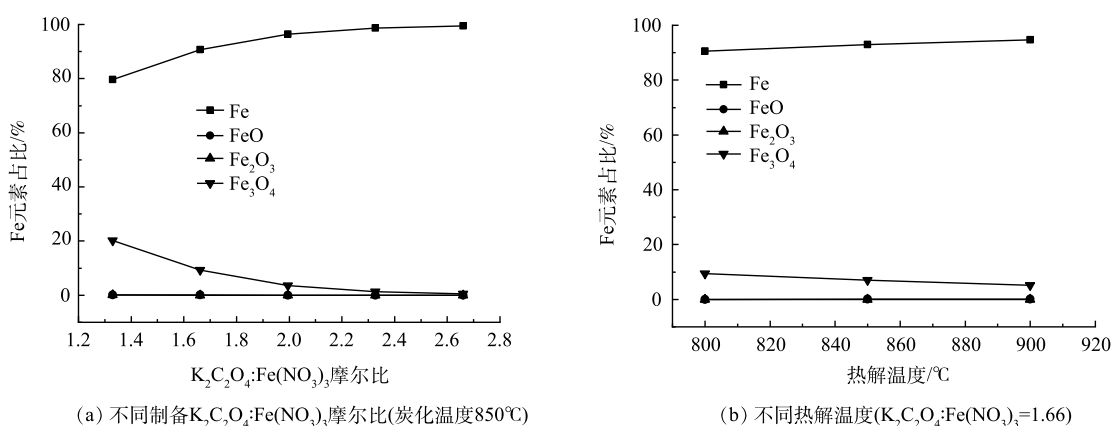 100
80
60
40
20
0
Fe元素占比/%
Fe
FeO
Fe₂O₃
Fe₃O₄
1.2 1.4 1.6 1.8 2.0 2.2 2.4 2.6 2.8
K₂C₂O₄:Fe(NO₃)₃摩尔比
(a) 不同制备K₂C₂O₄:Fe(NO₃)₃摩尔比(炭化温度850℃)
100
80
60
40
20
0
Fe元素占比/%
Fe
FeO
Fe₂O₃
Fe₃O₄
800 820 840 860 880 900 920
热解温度/℃
(b) 不同热解温度(K₂C₂O₄:Fe(NO₃)₃=1.66)